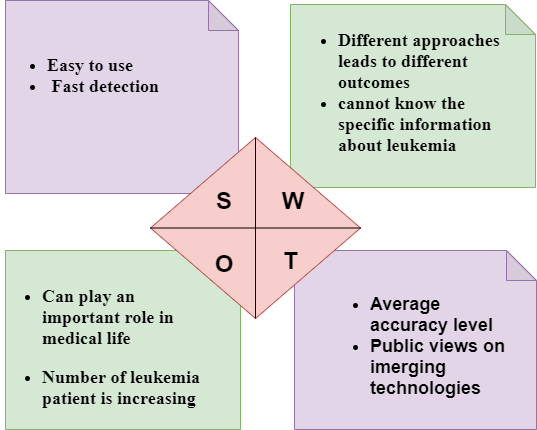 • Easy to use
• Fast detection
• Different approaches
leads to different
outcomes
• cannot know the
specific information
about leukemia
S
W
O
T
• Can play an
important role in
medical life
• Number of leukemia
patient is increasing
• Average
accuracy level
• Public views on
imerging
technologies